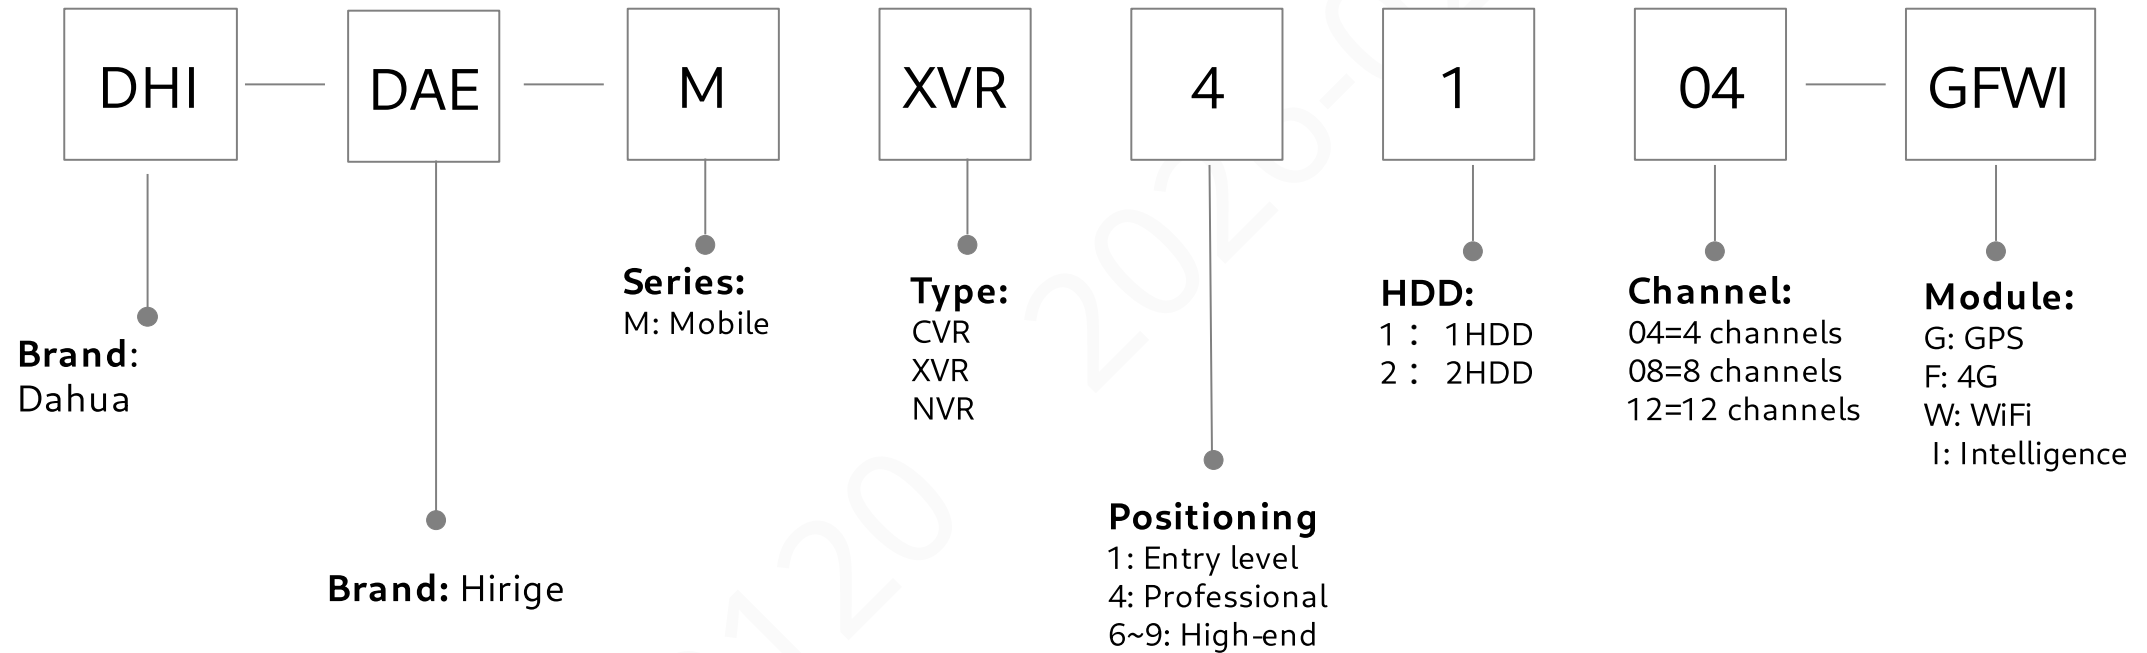 DHI DAE M XVR 4 1 04 GFWI
Brand:
Dahua
Brand: Hirige
Series:
M: Mobile
Type:
CVR
XVR
NVR
Positioning
1: Entry level
4: Professional
6~9: High-end
HDD:
1： 1HDD
2： 2HDD
Channel:
04=4 channels
08=8 channels
12=12 channels
Module:
G: GPS
F: 4G
W: WiFi
I: Intelligence